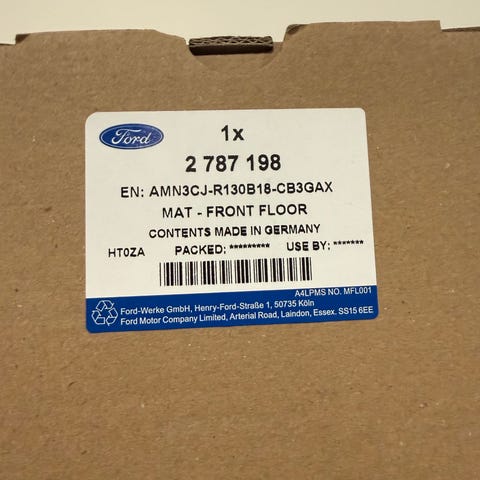 Ford
1x
2 787 198
EN: AMN3CJ-R130B18-CB3GAX
MAT - FRONT FLOOR
CONTENTS MADE IN GERMANY
HT0ZA PACKED: ********* USE BY: *******
A4LPMS NO. MFL001
Ford-Werke GmbH, Henry-Ford-Straße 1, 50735 Köln
Ford Motor Company Limited, Arterial Road, Laindon, Essex. SS15 6EE